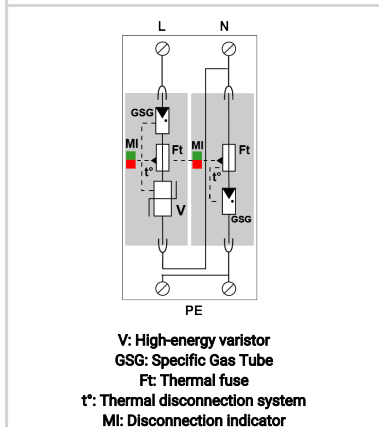 L N
GSG
MI Ft MI Ft
t° t°
V
GSG
PE
V: High-energy varistor
GSG: Specific Gas Tube
Ft: Thermal fuse
t°: Thermal disconnection system
MI: Disconnection indicator